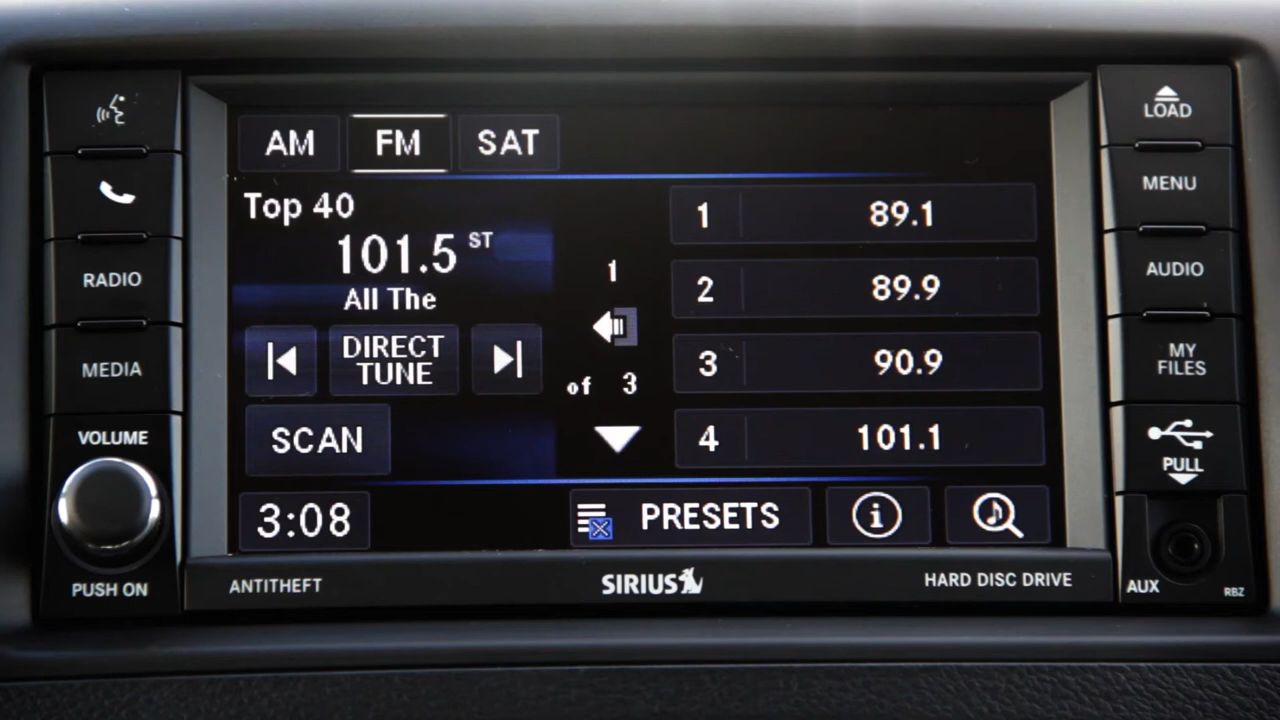 AM
FM
SAT
Top 40
101.5 ST
All The
DIRECT
TUNE
SCAN
3:08
1
of 3
1 89.1
2 89.9
3 90.9
4 101.1
PRESETS
i
RADIO
MEDIA
VOLUME
PUSH ON
LOAD
MENU
AUDIO
MY
FILES
PULL
AUX
RBZ
ANTITHEFT
SIRIUS
HARD DISC DRIVE